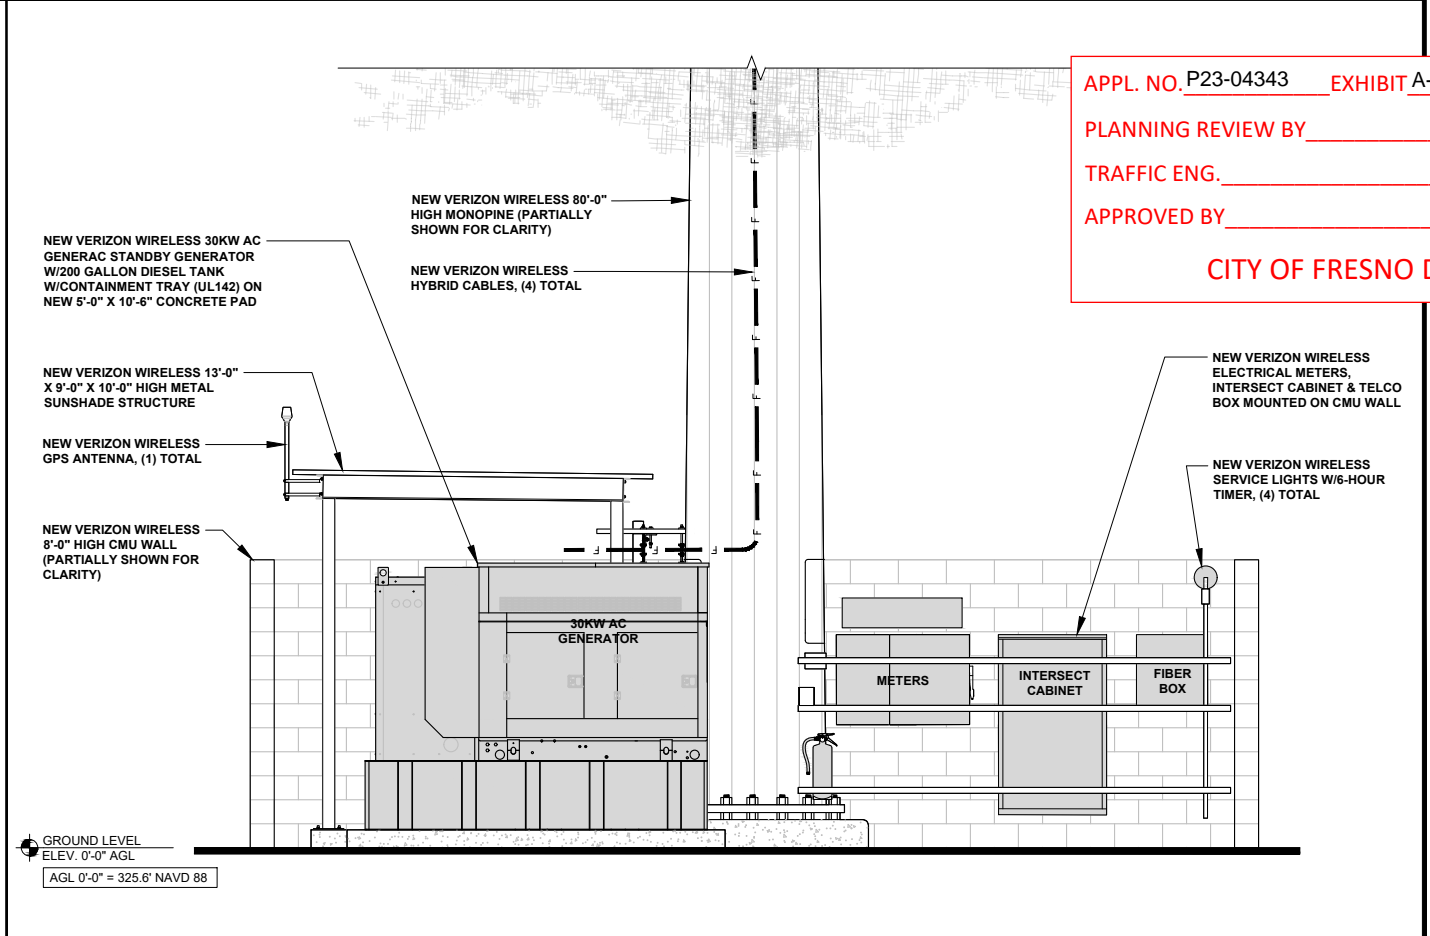 APPL. NO. P23-04343 EXHIBIT A-
PLANNING REVIEW BY
TRAFFIC ENG.
APPROVED BY
CITY OF FRESNO D
NEW VERIZON WIRELESS 80'-0"
HIGH MONOPINE (PARTIALLY
SHOWN FOR CLARITY)
NEW VERIZON WIRELESS 30KW AC
GENERAC STANDBY GENERATOR
W/200 GALLON DIESEL TANK
W/CONTAINMENT TRAY (UL142) ON
NEW 5'-0" X 10'-6" CONCRETE PAD
NEW VERIZON WIRELESS
HYBRID CABLES, (4) TOTAL
NEW VERIZON WIRELESS 13'-0"
X 9'-0" X 10'-0" HIGH METAL
SUNSHADE STRUCTURE
NEW VERIZON WIRELESS
GPS ANTENNA, (1) TOTAL
NEW VERIZON WIRELESS
8'-0" HIGH CMU WALL
(PARTIALLY SHOWN FOR
CLARITY)
NEW VERIZON WIRELESS
ELECTRICAL METERS,
INTERSECT CABINET & TELCO
BOX MOUNTED ON CMU WALL
NEW VERIZON WIRELESS
SERVICE LIGHTS W/6-HOUR
TIMER, (4) TOTAL
30KW AC
GENERATOR
METERS
INTERSECT
CABINET
FIBER
BOX
GROUND LEVEL
ELEV. 0'-0" AGL
AGL 0'-0" = 325.6' NAVD 88